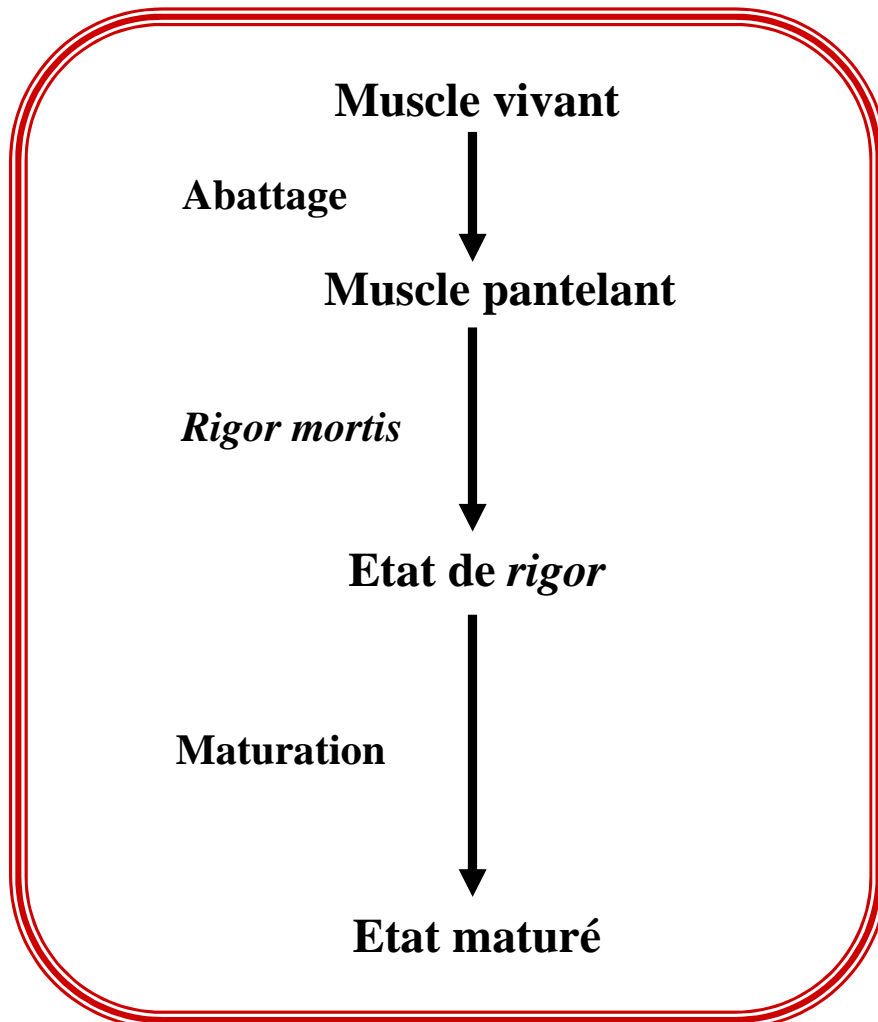 Muscle vivant
Abattage
Muscle pantelant
Rigor mortis
Etat de rigor
Maturation
Etat maturé